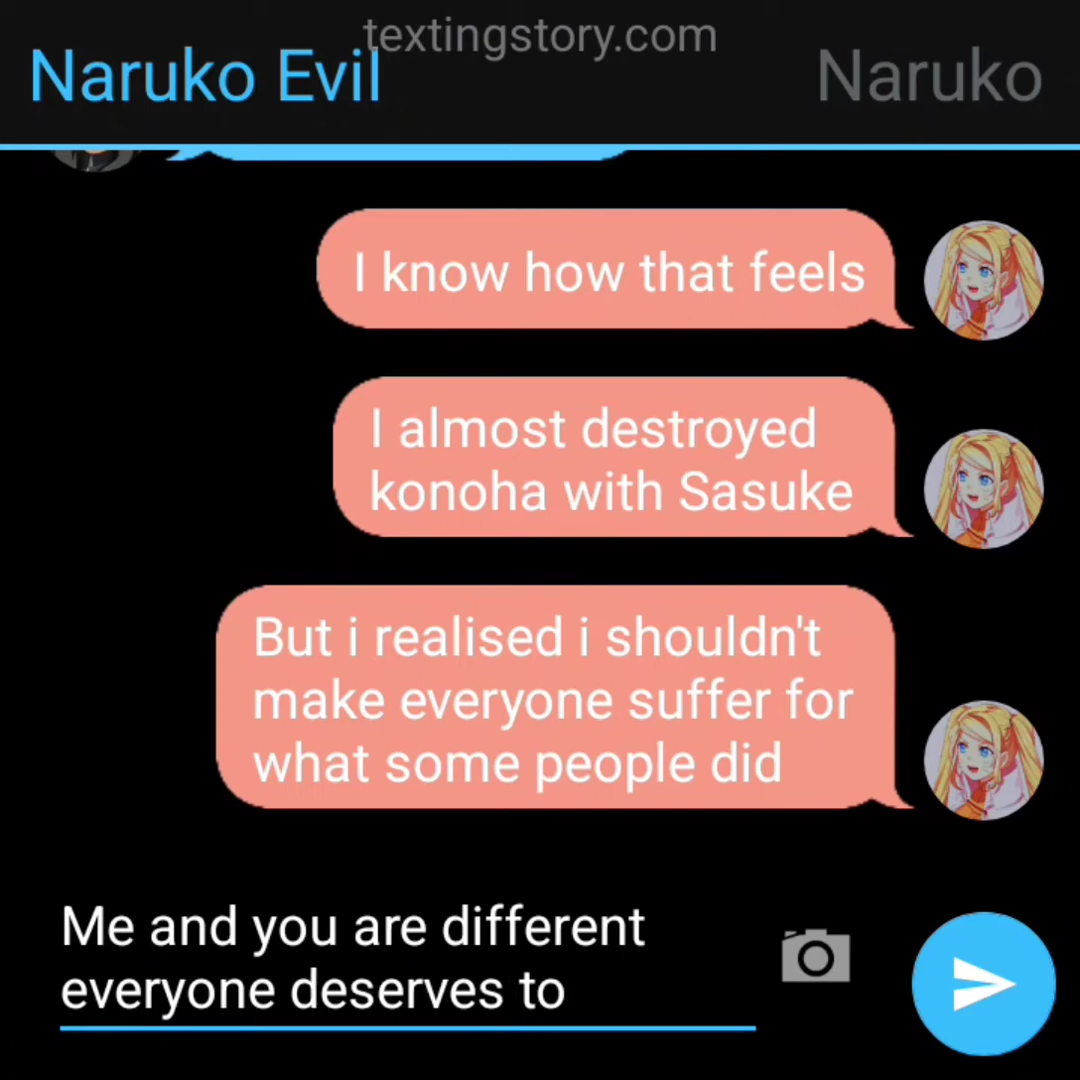 textingstory.com
Naruko Evil
Naruko
I know how that feels
I almost destroyed
konoha with Sasuke
But i realised i shouldn't
make everyone suffer for
what some people did
Me and you are different
everyone deserves to